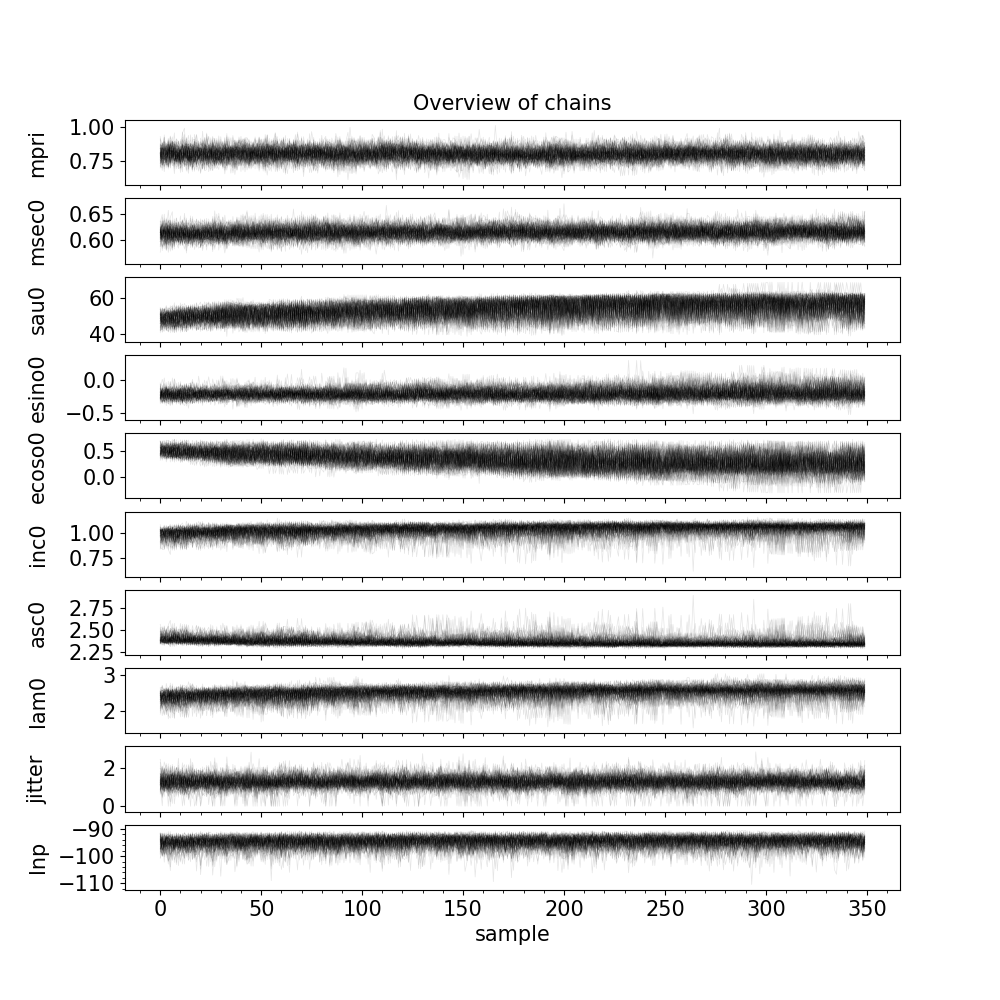 Overview of chains
mpri
1.00
0.75
msec0
0.65
0.60
sau0
60
40
esino0
0.0
−0.5
ecoso0
0.5
0.0
inc0
1.00
0.75
asc0
2.75
2.50
2.25
lam0
3
2
jitter
2
0
lnp
−90
−100
−110
0 50 100 150 200 250 300 350
sample